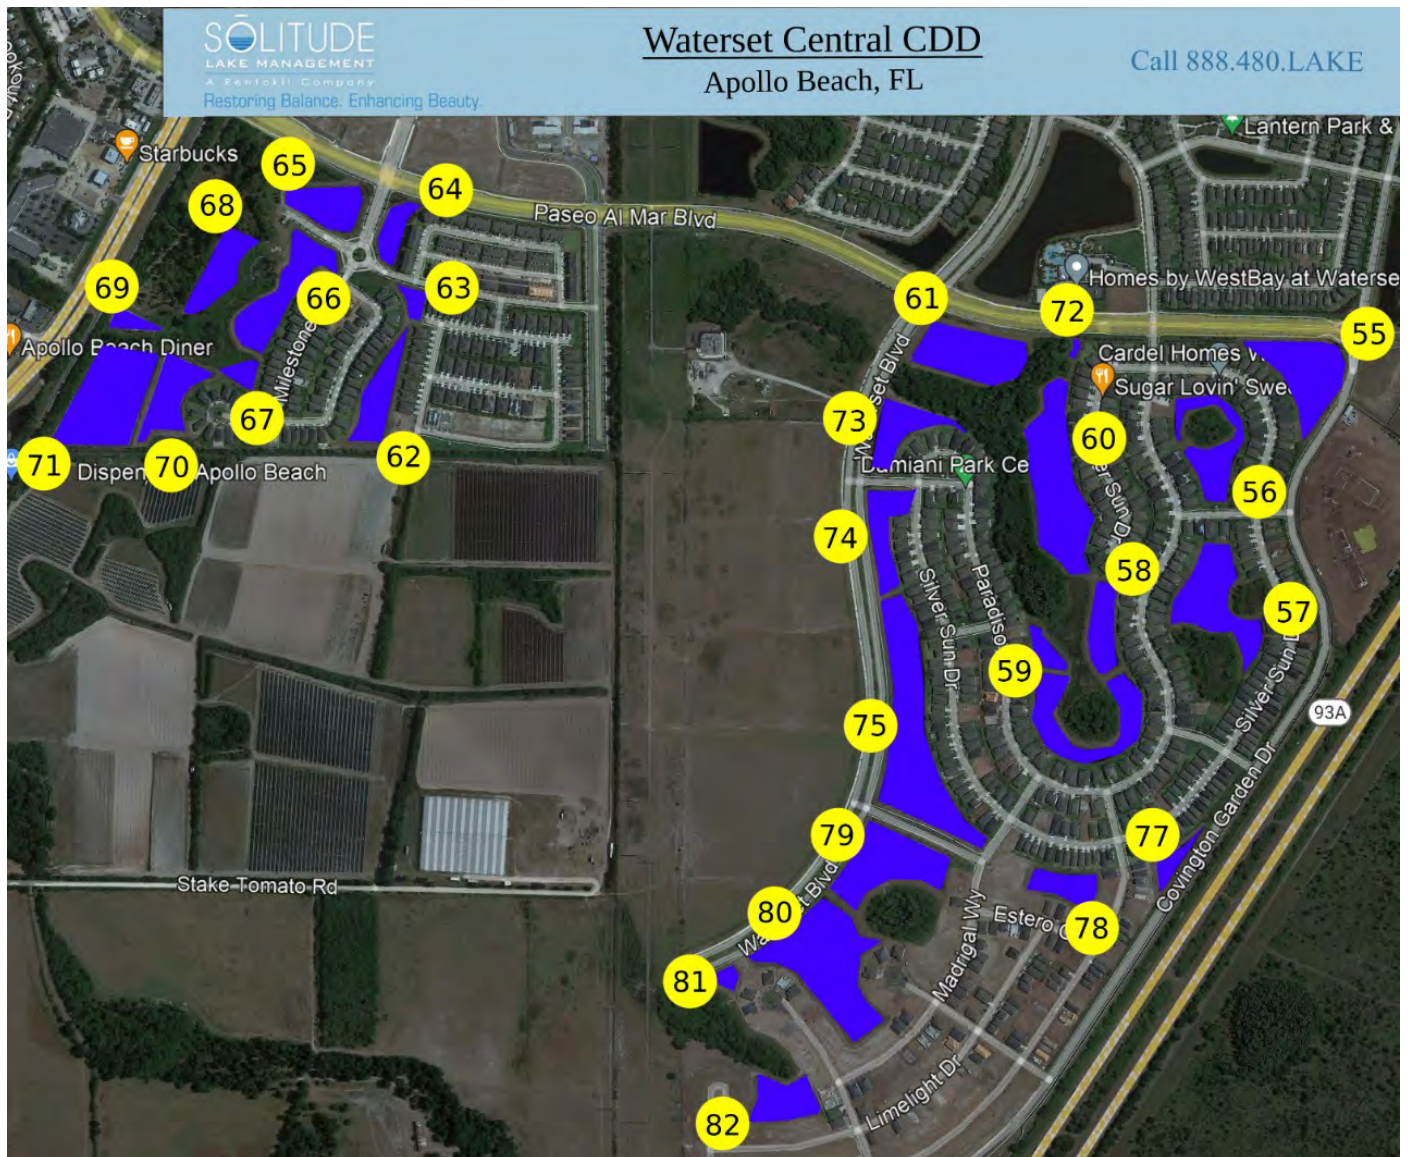 SŌLITUDE
LAKE MANAGEMENT
A Rentokil Company
Restoring Balance. Enhancing Beauty.
Waterset Central CDD
Apollo Beach, FL
Call 888.480.LAKE
Starbucks
Lantern Park &
65
64
68
Paseo Al Mar Blvd
69
66
63
61
72
Homes by WestBay at Waterse
55
Apollo Beach Diner
Milestone
Blvd
Cardel Homes
Sugar Lovin' Swe
67
73
60
71
Dispen
70
Apollo Beach
62
Damiani Park Ce
56
74
Sun Dr
58
Silver Sun Dr
Paradiso
57
59
Silver Sun D
75
93A
79
77
Covington Garden Dr
Stake Tomato Rd
Blvd
80
Estero
78
Madrigal Wy
81
Limelight Dr
82